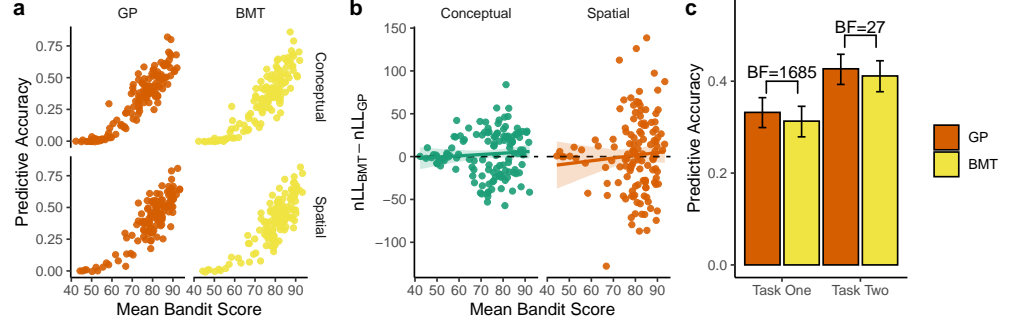 a
GP
BMT
Predictive Accuracy
0.75
0.50
0.25
0.00
Conceptual
0.75
0.50
0.25
0.00
Spatial
40 50 60 70 80 90
40 50 60 70 80 90
Mean Bandit Score
b
Conceptual
Spatial
nLL_BMT − nLL_GP
150
100
50
0
−50
−100
40 50 60 70 80 90
40 50 60 70 80 90
Mean Bandit Score
c
Predictive Accuracy
0.4
0.2
0.0
BF=1685
BF=27
Task One
Task Two
GP
BMT